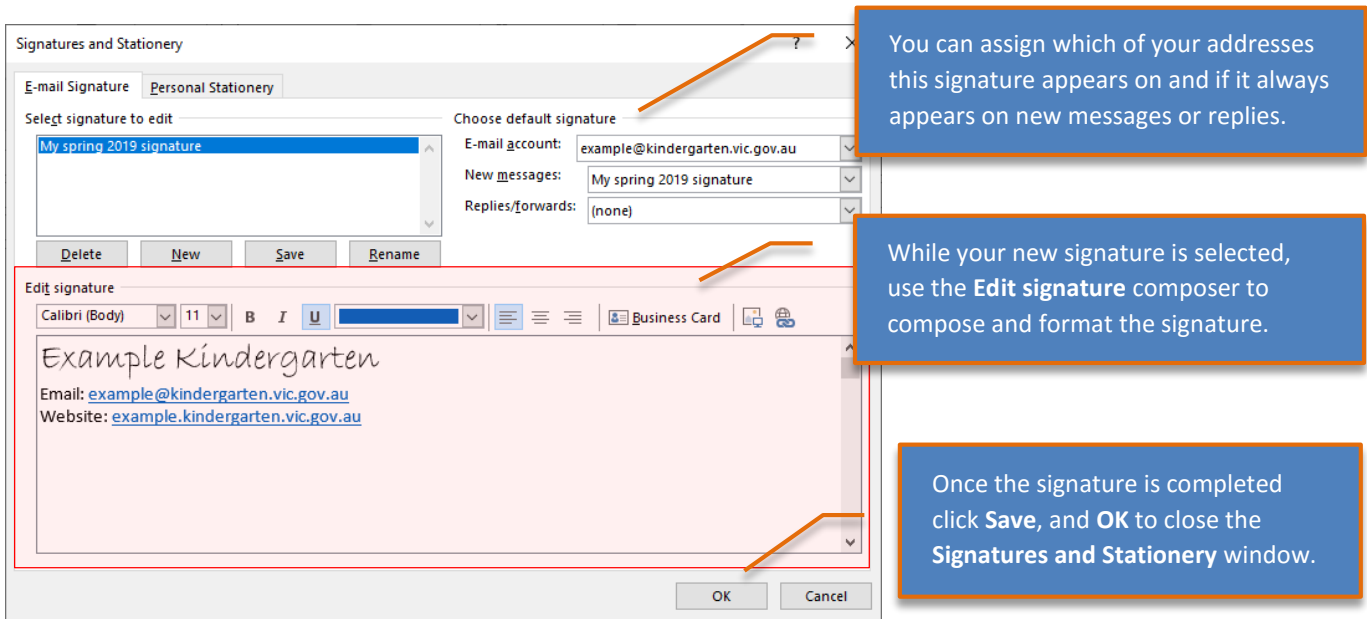 Signatures and Stationery
? ×
E-mail Signature Personal Stationery
Select signature to edit
My spring 2019 signature
Delete New Save Rename
Choose default signature
E-mail account: example@kindergarten.vic.gov.au
New messages: My spring 2019 signature
Replies/forwards: (none)
Edit signature
Calibri (Body) 11 B I U Business Card
Example Kindergarten
Email: example@kindergarten.vic.gov.au
Website: example.kindergarten.vic.gov.au
OK Cancel
You can assign which of your addresses
this signature appears on and if it always
appears on new messages or replies.
While your new signature is selected,
use the Edit signature composer to
compose and format the signature.
Once the signature is completed
click Save, and OK to close the
Signatures and Stationery window.